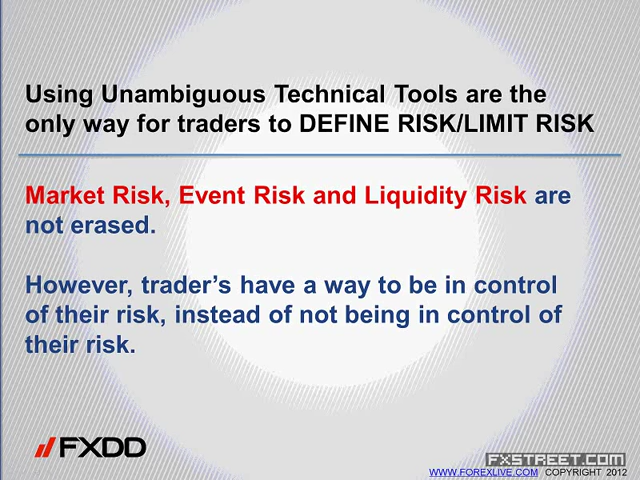 Using Unambiguous Technical Tools are the
only way for traders to DEFINE RISK/LIMIT RISK
Market Risk, Event Risk and Liquidity Risk are
not erased.
However, trader’s have a way to be in control
of their risk, instead of not being in control of
their risk.
FXDD
FXSTREET.COM
WWW.FOREXLIVE.COM COPYRIGHT 2012